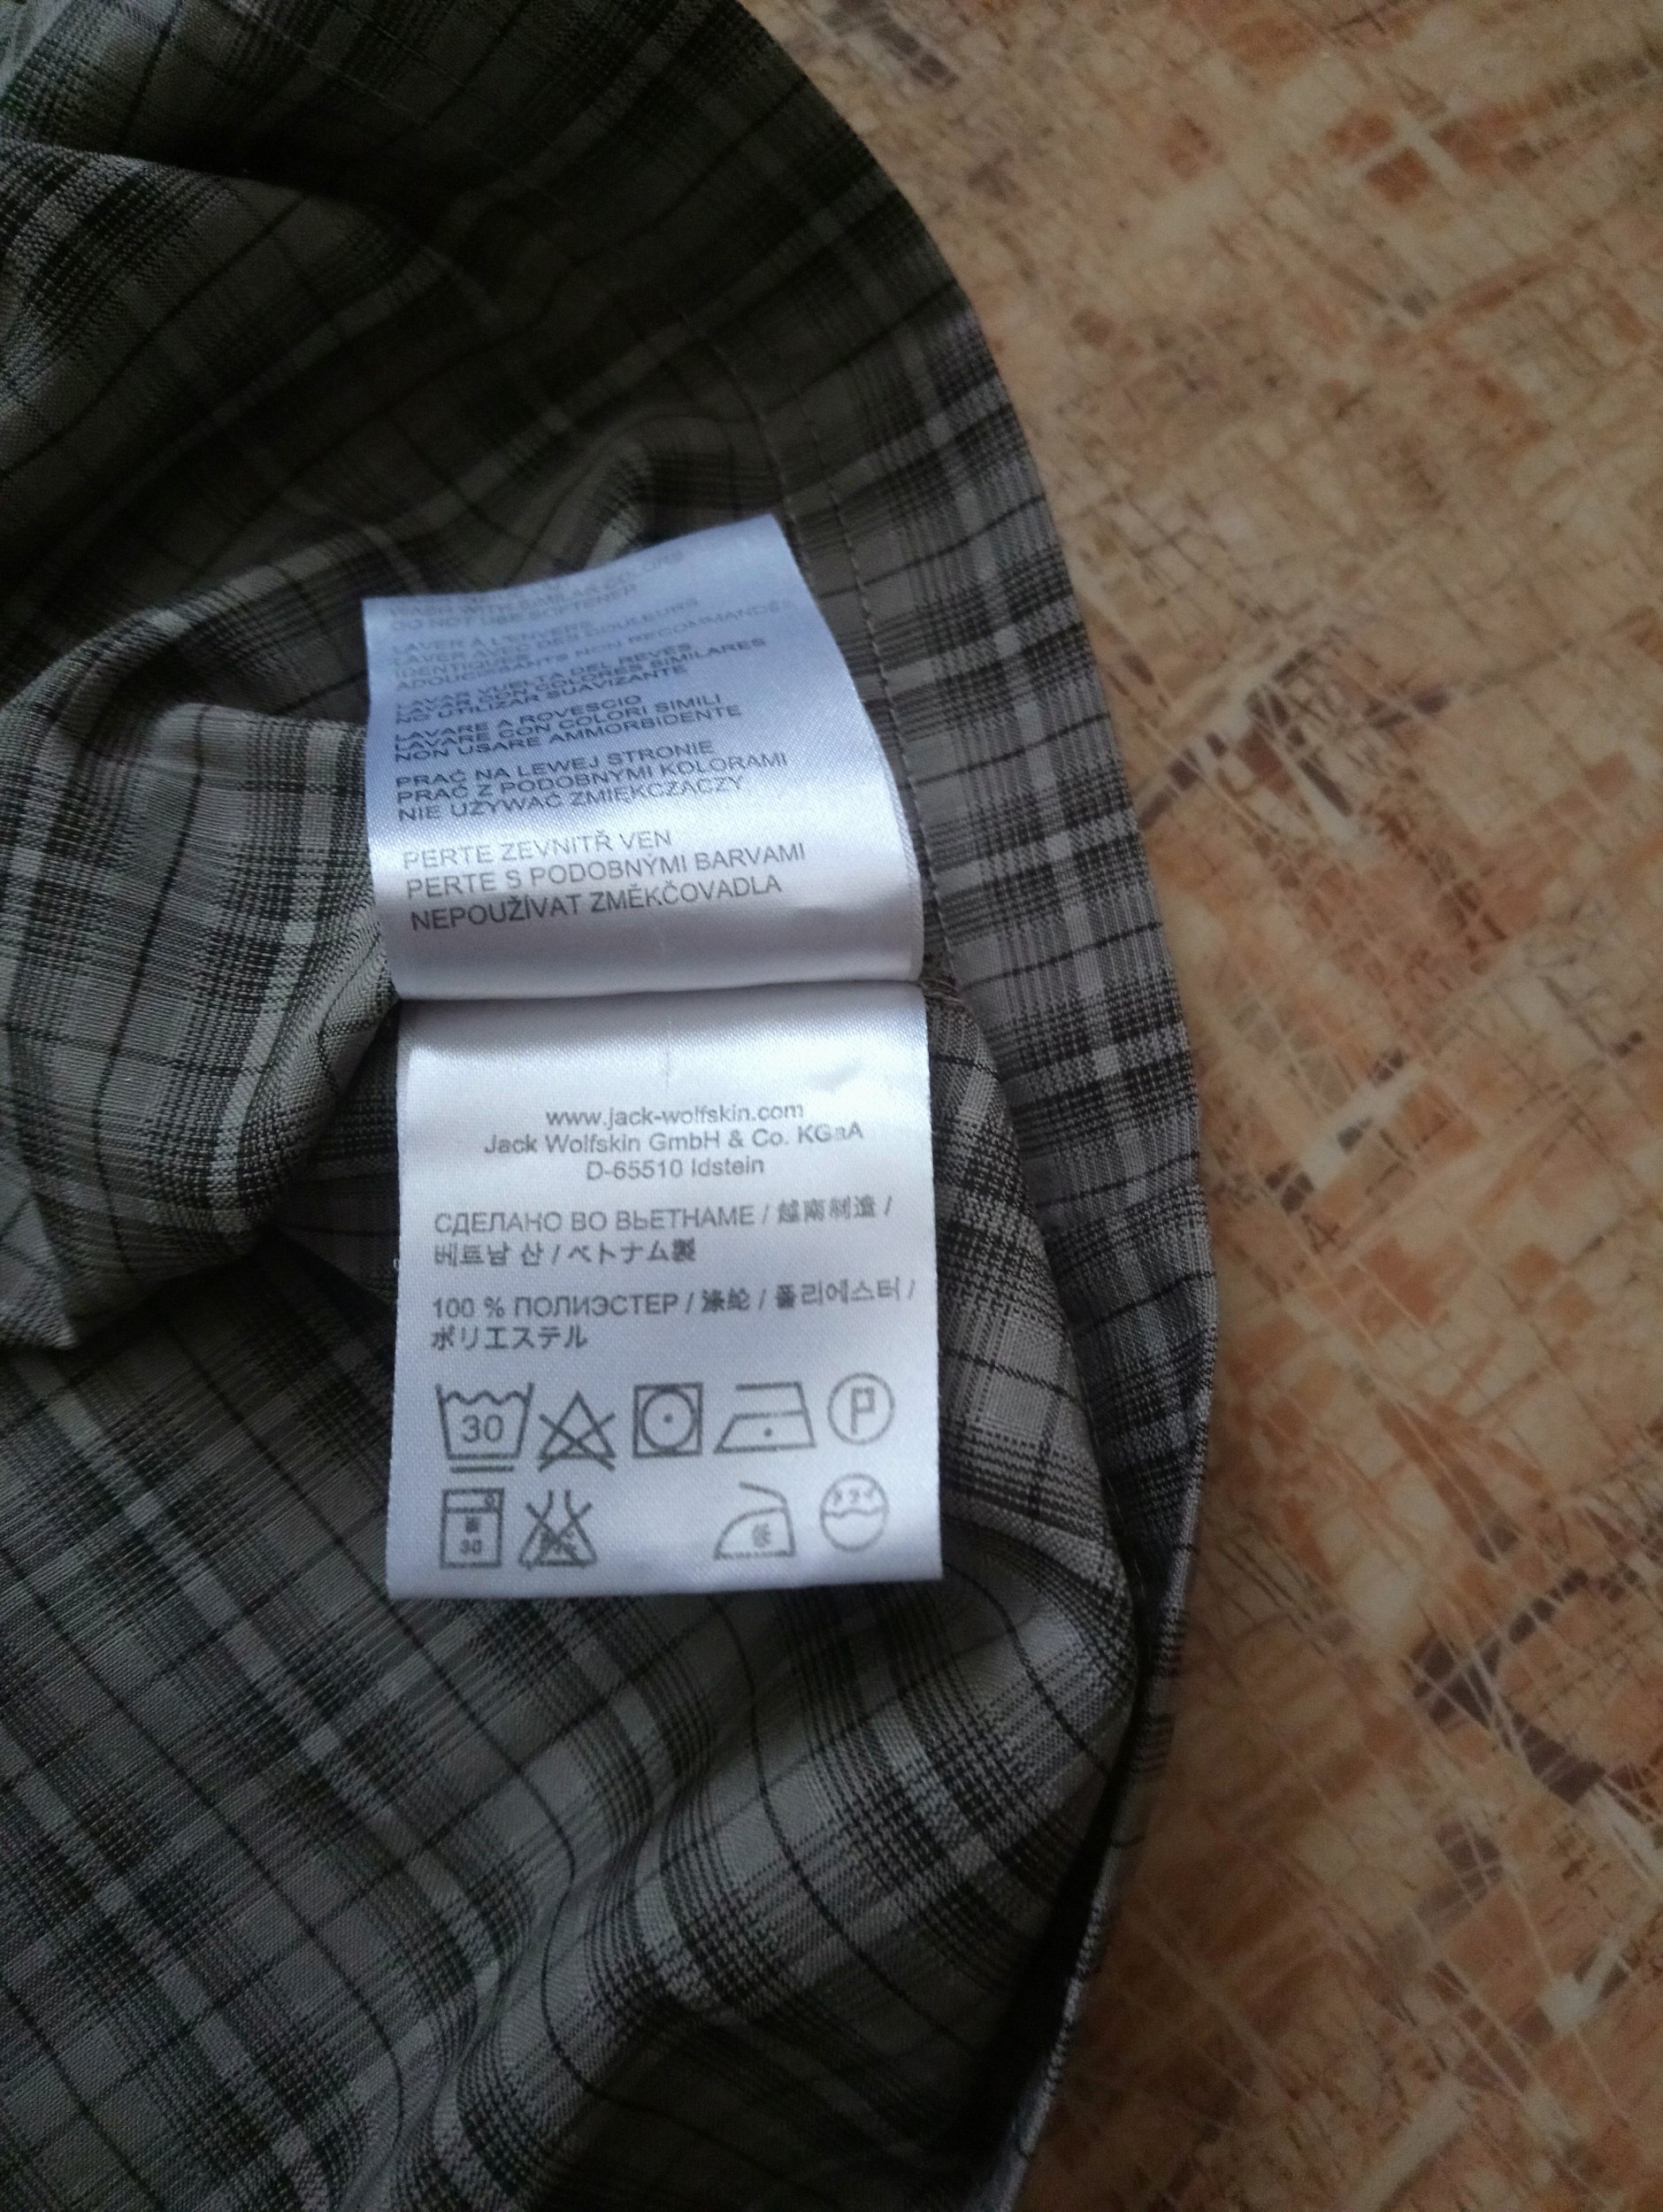 WASH WITH SIMILAR COLORS
DO NOT USE SOFTENER
LAVER À L'ENVERS
LAVER AVEC DES COULEURS
IDENTIQUES
ADOUCISSANTS NON RECOMMANDÉS
LAVAR VUELTA DEL REVÉS
LAVAR CON COLORES SIMILARES
NO UTILIZAR SUAVIZANTE
LAVARE A ROVESCIO
LAVARE CON COLORI SIMILI
NON USARE AMMORBIDENTE
PRAĆ NA LEWEJ STRONIE
PRAĆ Z PODOBNYMI KOLORAMI
NIE UŻYWAĆ ZMIĘKCZACZY
PERTE ZEVNITŘ VEN
PERTE S PODOBNÝMI BARVAMI
NEPOUŽÍVAT ZMĚKČOVADLA
www.jack-wolfskin.com
Jack Wolfskin GmbH & Co. KGaA
D-65510 Idstein
СДЕЛАНО ВО ВЬЕТНАМЕ / 越南制造 /
베트남 산 / ベトナム製
100 % ПОЛИЭСТЕР / 涤纶 / 폴리에스터 /
ポリエステル
30 P
30 低 ドライ